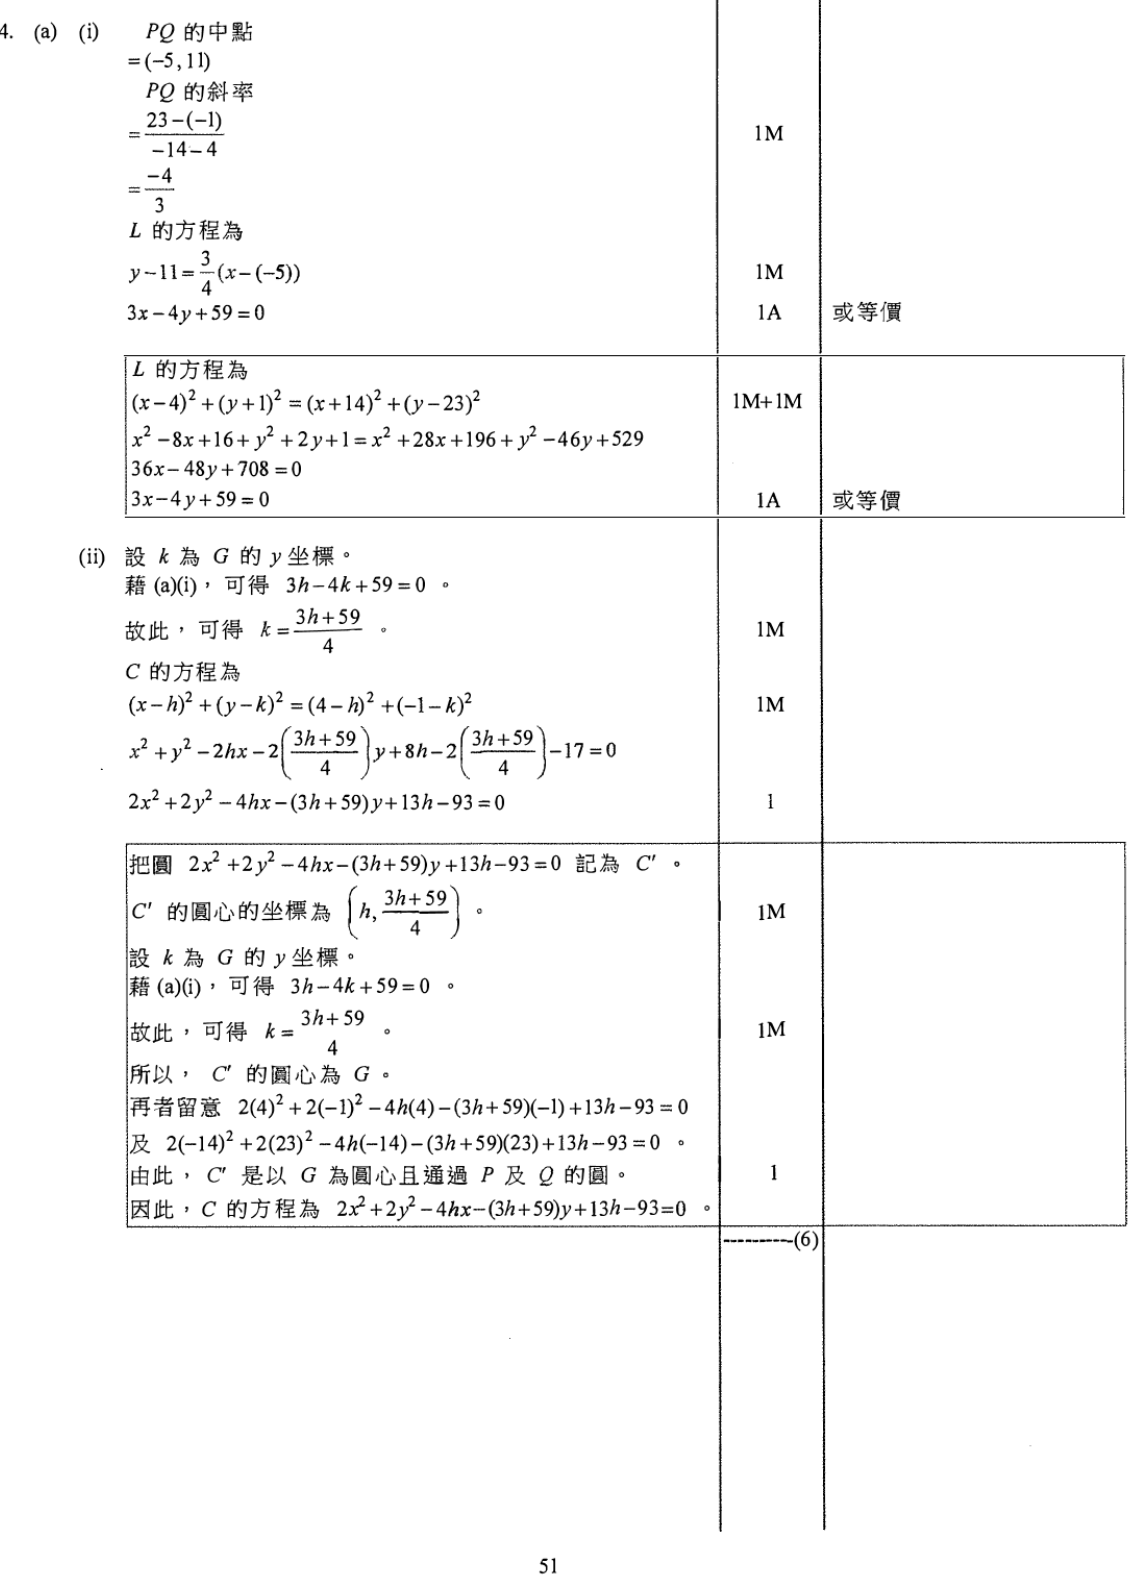 4. (a) (i) PQ 的中點
= (−5, 11)
PQ 的斜率
= \frac{23-(-1)}{-14-4} 1M
= \frac{-4}{3}
L 的方程為
y−11 = \frac{3}{4}(x−(−5)) 1M
3x−4y+59 = 0 1A 或等價
L 的方程為
(x−4)² + (y+1)² = (x+14)² + (y−23)² 1M+1M
x² −8x+16+ y² +2y+1 = x² +28x+196+ y² −46y+529
36x−48y+708 = 0
3x−4y+59 = 0 1A 或等價
(ii) 設 k 為 G 的 y 坐標。
藉 (a)(i)，可得 3h−4k+59 = 0 。
故此，可得 k = \frac{3h+59}{4} 。 1M
C 的方程為
(x−h)² + (y−k)² = (4−h)² + (−1−k)² 1M
x² + y² −2hx−2(\frac{3h+59}{4})y+8h−2(\frac{3h+59}{4})−17 = 0
2x² +2y² −4hx−(3h+59)y+13h−93 = 0 1
把圓 2x² +2y² −4hx−(3h+59)y+13h−93 = 0 記為 C′ 。
C′ 的圓心的坐標為 (h, \frac{3h+59}{4}) 。 1M
設 k 為 G 的 y 坐標。
藉 (a)(i)，可得 3h−4k+59 = 0 。
故此，可得 k = \frac{3h+59}{4} 。 1M
所以， C′ 的圓心為 G 。
再者留意 2(4)² +2(−1)² −4h(4)−(3h+59)(−1)+13h−93 = 0
及 2(−14)² +2(23)² −4h(−14)−(3h+59)(23)+13h−93 = 0 。
由此， C′ 是以 G 為圓心且通過 P 及 Q 的圓。 1
因此，C 的方程為 2x²+2y²−4hx−(3h+59)y+13h−93=0 。
----------(6)
51